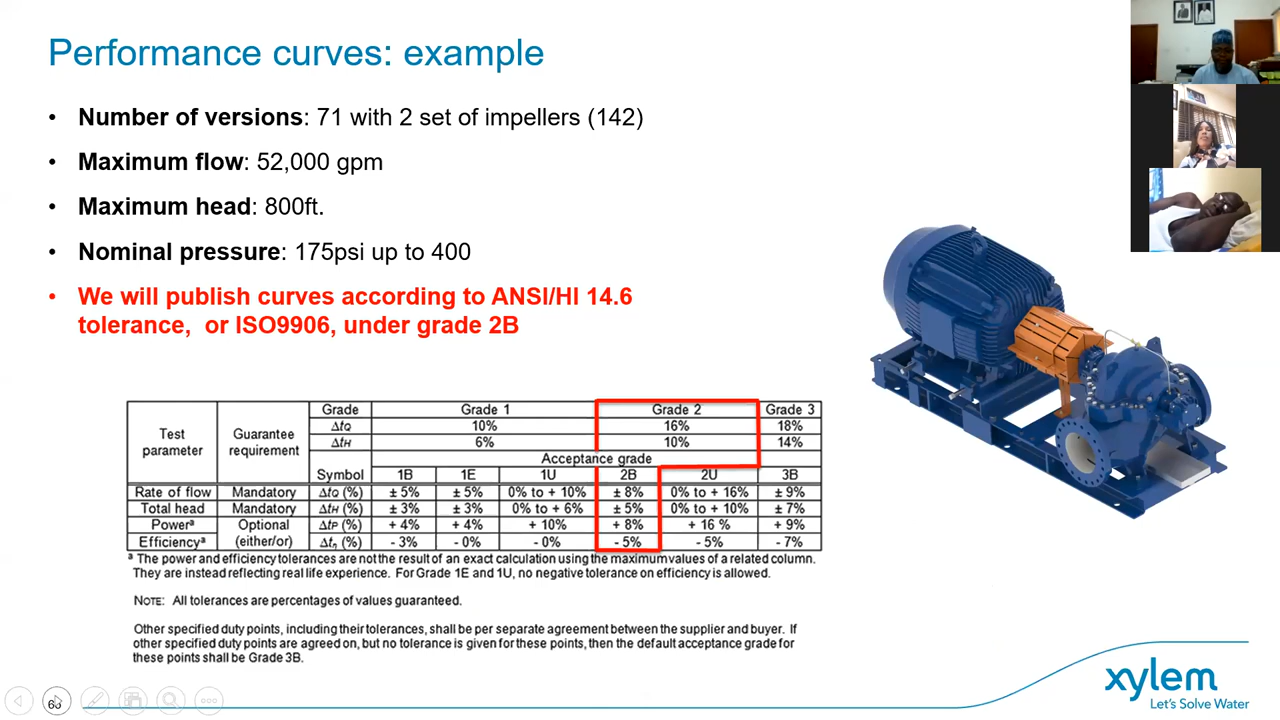 Performance curves: example
• Number of versions: 71 with 2 set of impellers (142)
• Maximum flow: 52,000 gpm
• Maximum head: 800ft.
• Nominal pressure: 175psi up to 400
• We will publish curves according to ANSI/HI 14.6
tolerance, or ISO9906, under grade 2B
Test parameter Guarantee requirement Grade Grade 1 Grade 2 Grade 3
ΔtQ 10% 16% 18%
ΔtH 6% 10% 14%
Acceptance grade
Symbol 1B 1E 1U 2B 2U 3B
Rate of flow Mandatory ΔtQ (%) ± 5% ± 5% 0% to + 10% ± 8% 0% to + 16% ± 9%
Total head Mandatory ΔtH (%) ± 3% ± 3% 0% to + 6% ± 5% 0% to + 10% ± 7%
Powerᵃ Optional ΔtP (%) + 4% + 4% + 10% + 8% + 16 % + 9%
Efficiencyᵃ (either/or) Δtη (%) - 3% - 0% - 0% - 5% - 5% - 7%
ᵃ The power and efficiency tolerances are not the result of an exact calculation using the maximum values of a related column.
They are instead reflecting real life experience. For Grade 1E and 1U, no negative tolerance on efficiency is allowed.
NOTE: All tolerances are percentages of values guaranteed.
Other specified duty points, including their tolerances, shall be per separate agreement between the supplier and buyer. If
other specified duty points are agreed on, but no tolerance is given for these points, then the default acceptance grade for
these points shall be Grade 3B.
xylem
Let's Solve Water